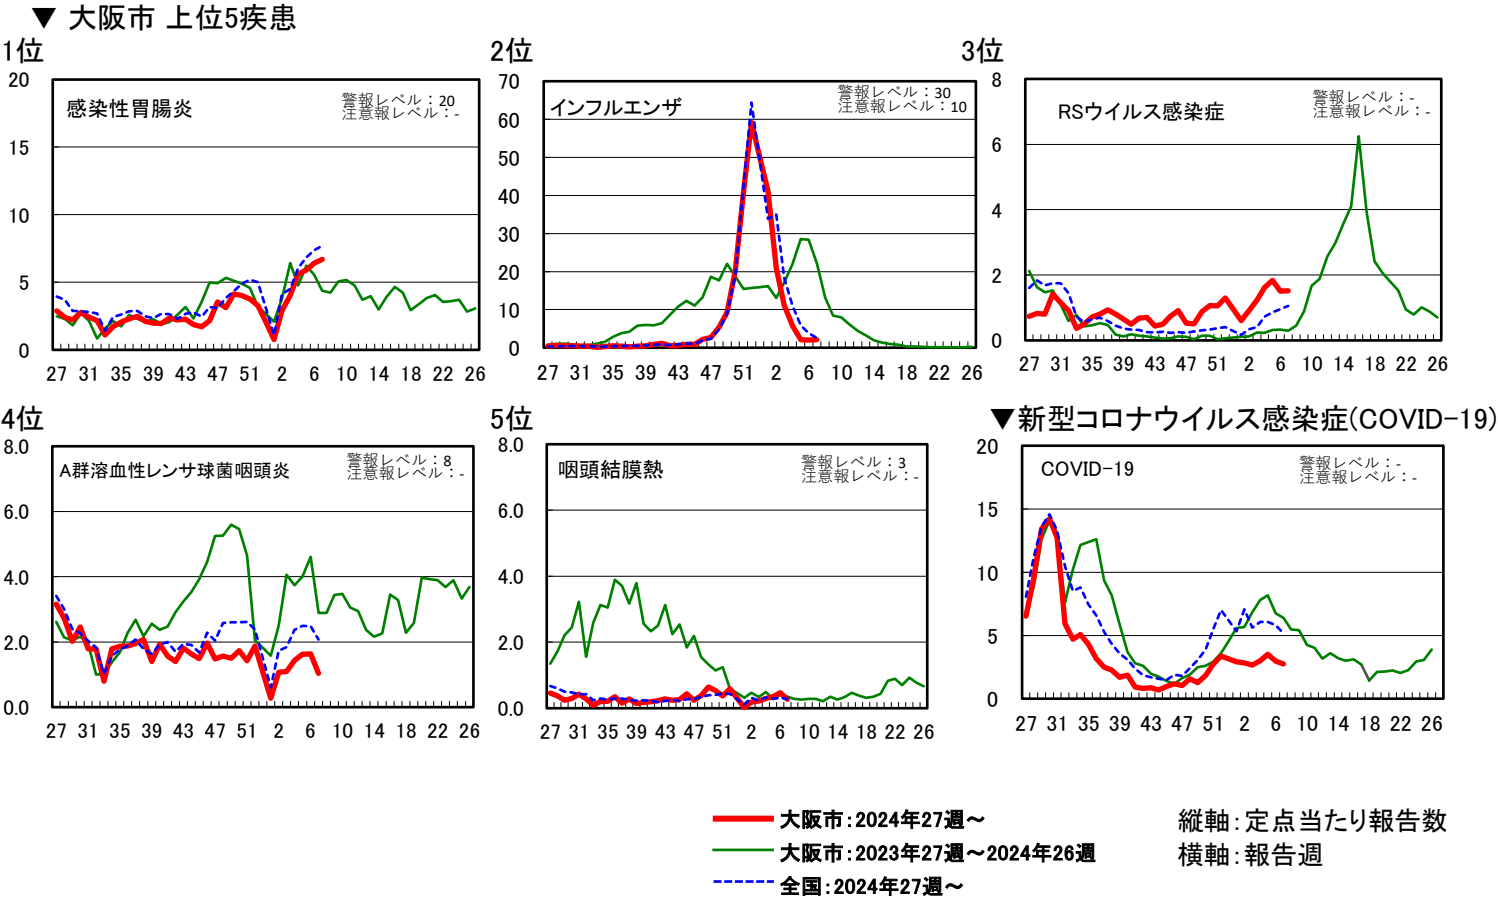 ▼ 大阪市 上位5疾患
1位
20
15
10
5
0
感染性胃腸炎
警報レベル：20
注意報レベル：-
27 31 35 39 43 47 51 2 6 10 14 18 22 26
2位
70
60
50
40
30
20
10
0
インフルエンザ
警報レベル：30
注意報レベル：10
27 31 35 39 43 47 51 2 6 10 14 18 22 26
3位
8
6
4
2
0
RSウイルス感染症
警報レベル：-
注意報レベル：-
27 31 35 39 43 47 51 2 6 10 14 18 22 26
4位
8.0
6.0
4.0
2.0
0.0
A群溶血性レンサ球菌咽頭炎
警報レベル：8
注意報レベル：-
27 31 35 39 43 47 51 2 6 10 14 18 22 26
5位
8.0
6.0
4.0
2.0
0.0
咽頭結膜熱
警報レベル：3
注意報レベル：-
27 31 35 39 43 47 51 2 6 10 14 18 22 26
▼新型コロナウイルス感染症(COVID-19)
20
15
10
5
0
COVID-19
警報レベル：-
注意報レベル：-
27 31 35 39 43 47 51 2 6 10 14 18 22 26
大阪市：2024年27週～
大阪市：2023年27週～2024年26週
全国：2024年27週～
縦軸：定点当たり報告数
横軸：報告週